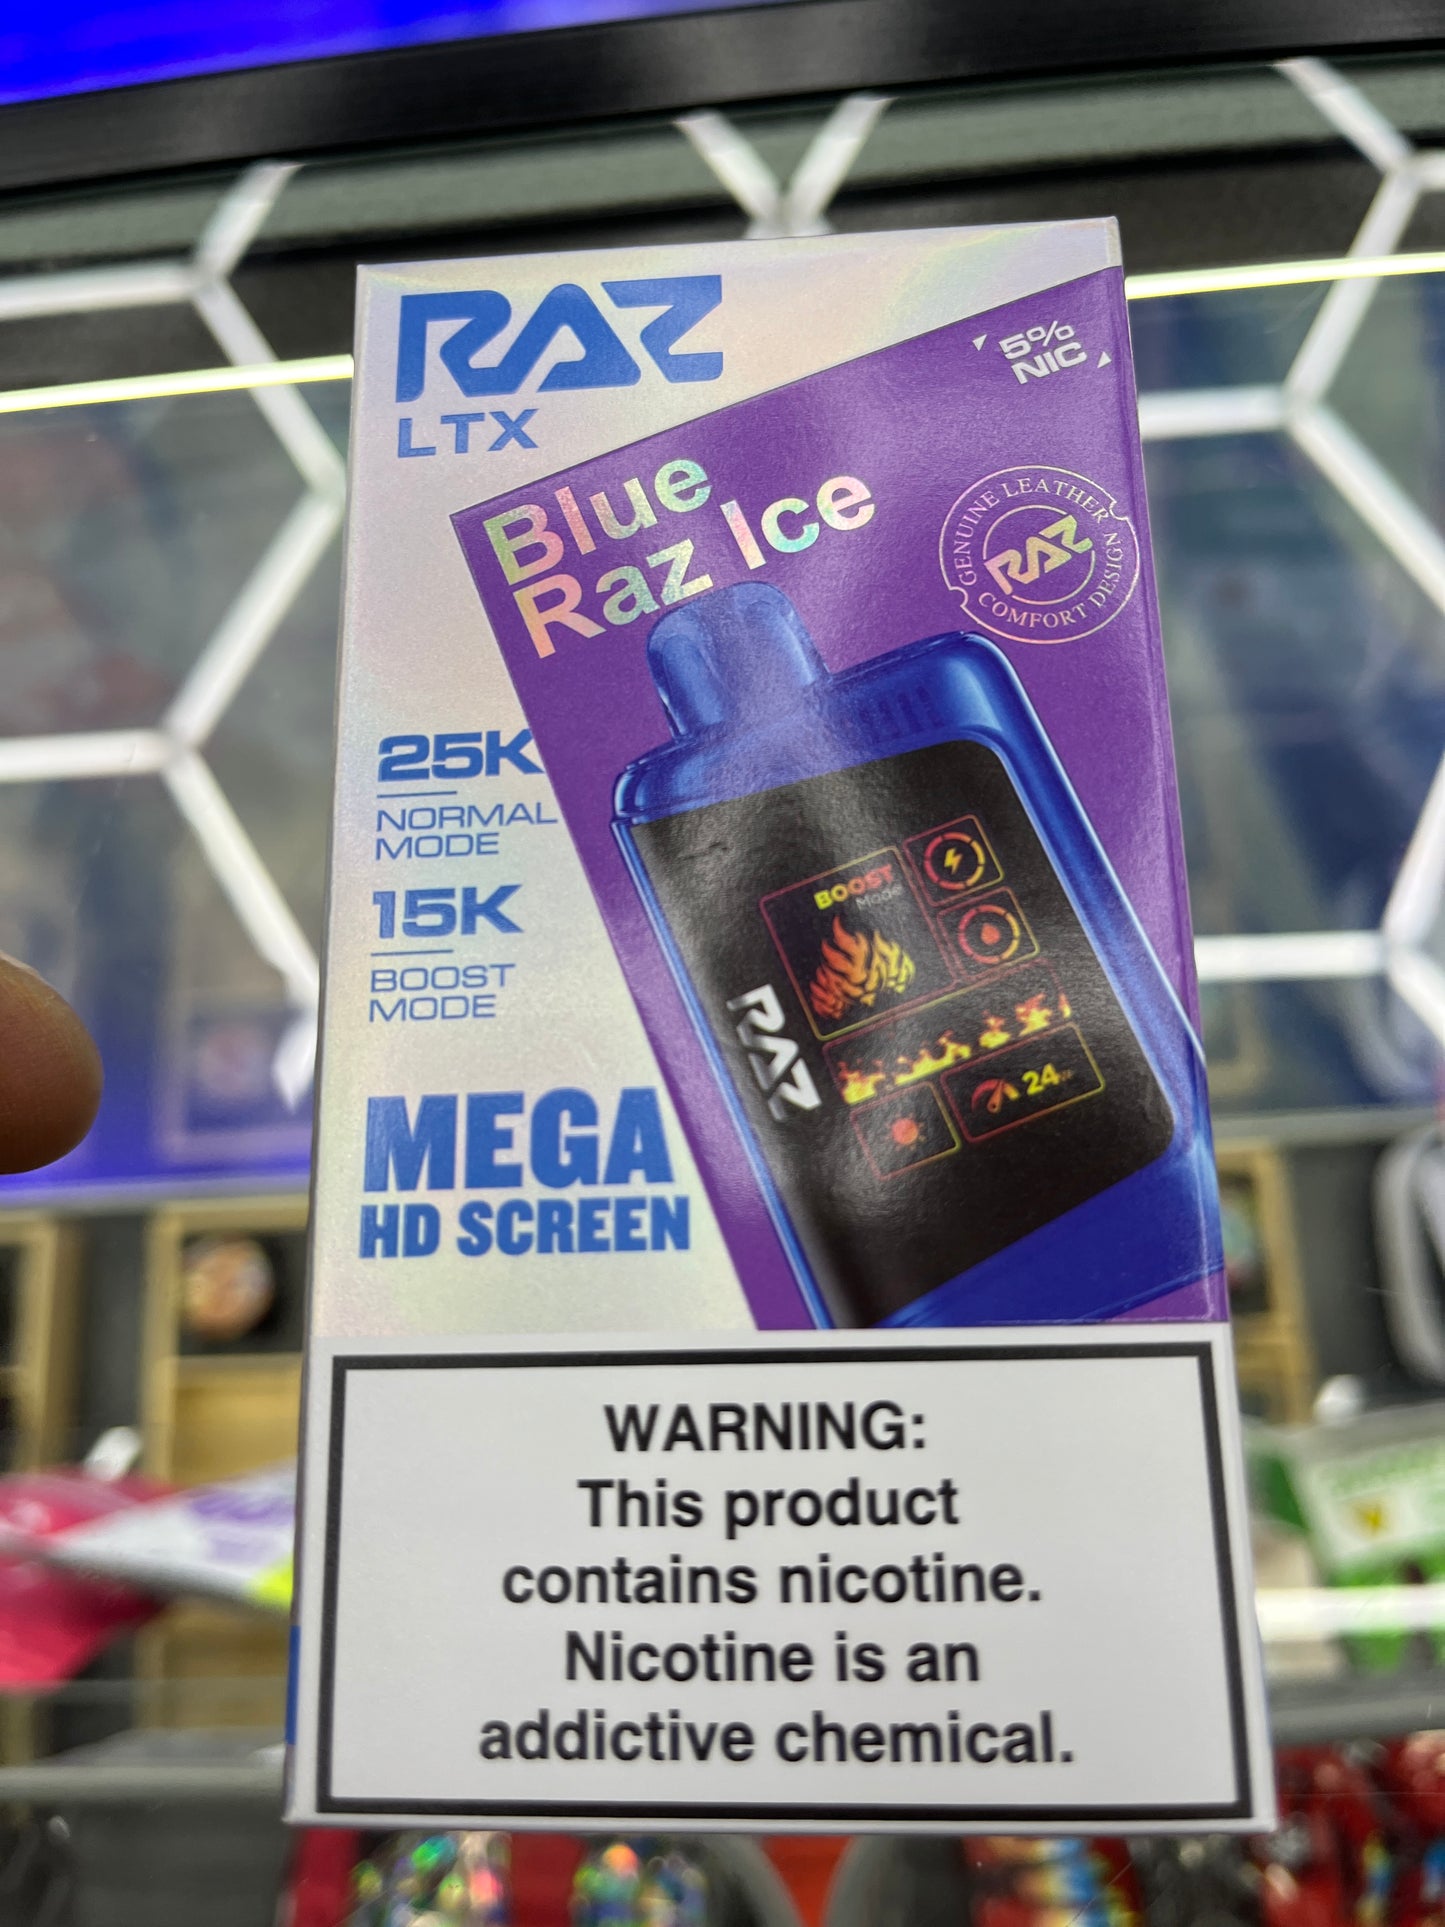 RAZ
LTX
5%
NIC
Blue
Raz Ice
GENUINE LEATHER
RAZ
COMFORT DESIGN
25K
NORMAL
MODE
15K
BOOST
MODE
BOOST
Mode
RAZ
24
MEGA
HD SCREEN
WARNING:
This product
contains nicotine.
Nicotine is an
addictive chemical.